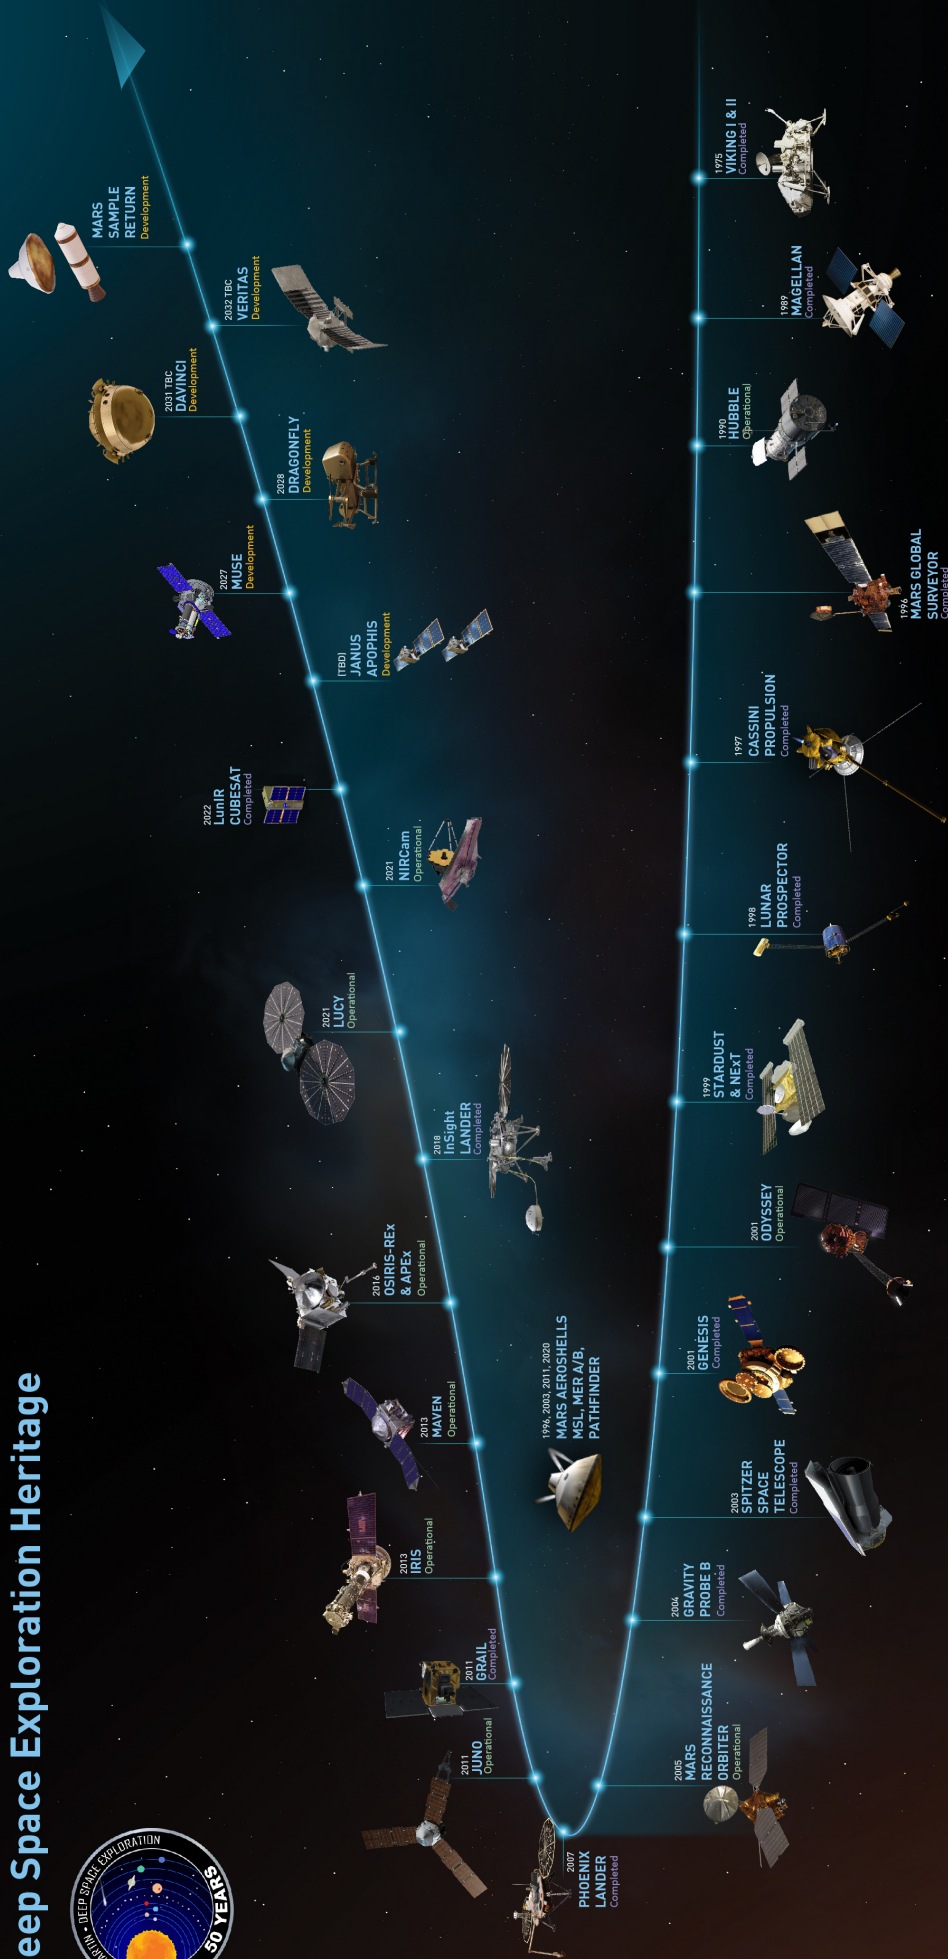 eep Space Exploration Heritage
MARTIN • DEEP SPACE EXPLORATION
50 YEARS
1975
VIKING I & II
Completed
1989
MAGELLAN
Completed
1990
HUBBLE
Operational
1996
MARS GLOBAL
SURVEYOR
Completed
1997
CASSINI
PROPULSION
Completed
1998
LUNAR
PROSPECTOR
Completed
1999
STARDUST
& NExT
Completed
2001
ODYSSEY
Operational
2001
GENESIS
Completed
2003
SPITZER
SPACE
TELESCOPE
Completed
2004
GRAVITY
PROBE B
Completed
2005
MARS
RECONNAISSANCE
ORBITER
Operational
2007
PHOENIX
LANDER
Completed
1996, 2003, 2011, 2020
MARS AEROSHELLS
MSL, MER A/B,
PATHFINDER
2011
JUNO
Operational
2011
GRAIL
Completed
2013
IRIS
Operational
2013
MAVEN
Operational
2016
OSIRIS-REx
& APEx
Operational
2018
InSight
LANDER
Completed
2021
LUCY
Operational
2021
NIRCam
Operational
2022
LunIR
CUBESAT
Completed
(TBD)
JANUS
APOPHIS
Development
2027
MUSE
Development
2028
DRAGONFLY
Development
2031 TBC
DAVINCI
Development
2032 TBC
VERITAS
Development
MARS
SAMPLE
RETURN
Development